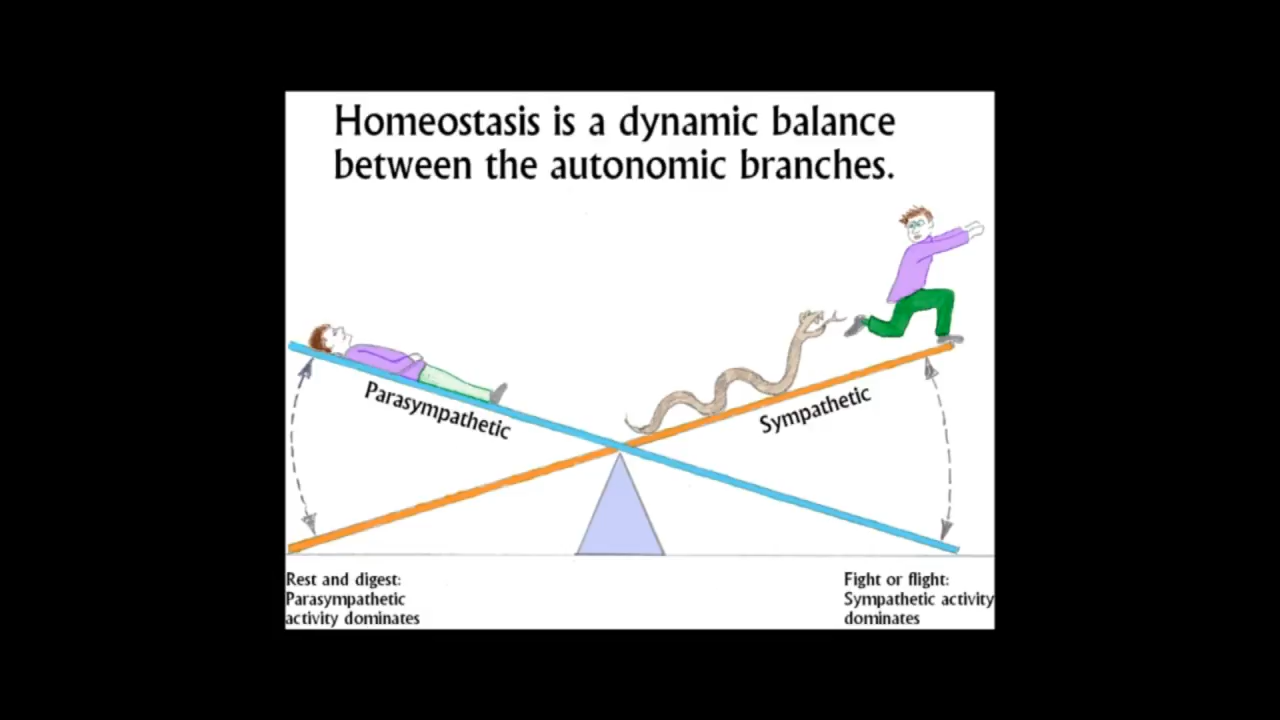 Homeostasis is a dynamic balance
between the autonomic branches.
Parasympathetic
Sympathetic
Rest and digest:
Parasympathetic
activity dominates
Fight or flight:
Sympathetic activity
dominates